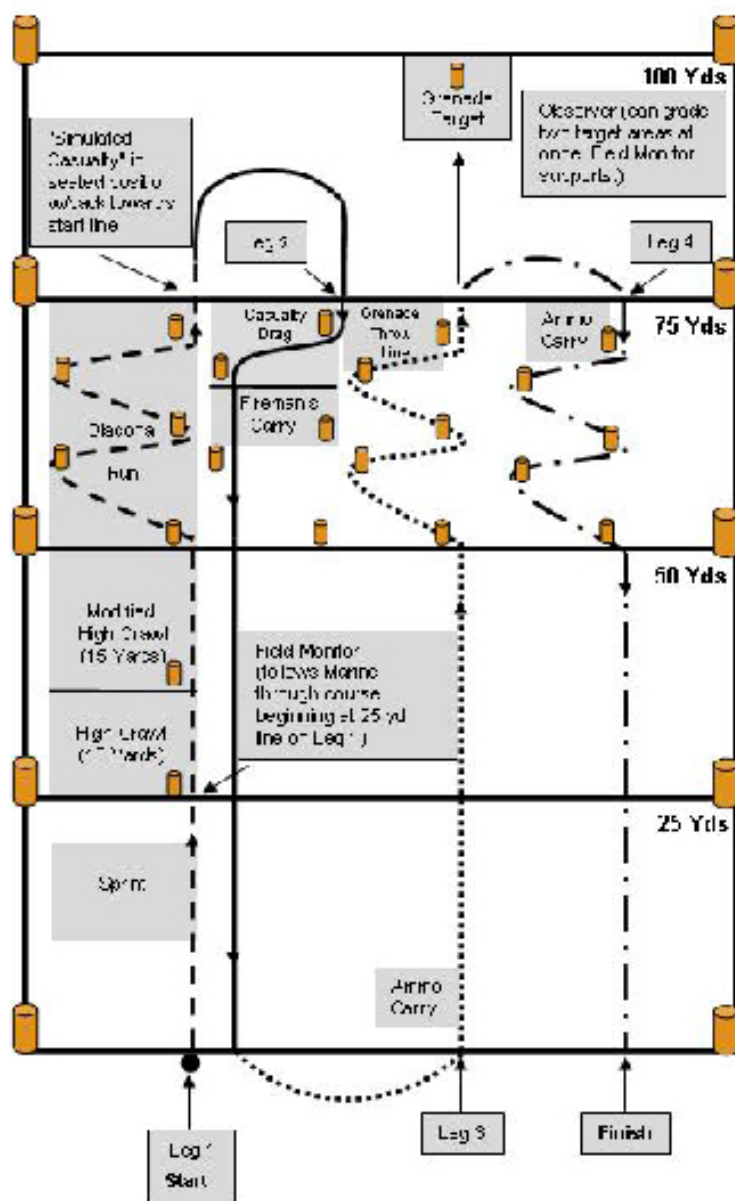 100 Yds
Grenade
Target
Observer (can grade
two target areas at
once. Field Monitor
supports.)
"Simulated
Casualty" in
seated position
w/back towards
start line
Leg 2
Leg 4
75 Yds
Casualty
Drag
Grenade
Throw
Line
Ammo
Carry
Fireman's
Carry
Diagonal
Run
50 Yds
Modified
High Crawl
(15 Yards)
High Crawl
Yards)
Field Monitor
(follows Marine
through course
beginning at 25 yd
line on Leg 1)
25 Yds
Sprint
Ammo
Carry
Leg 1
Start
Leg 3
Finish